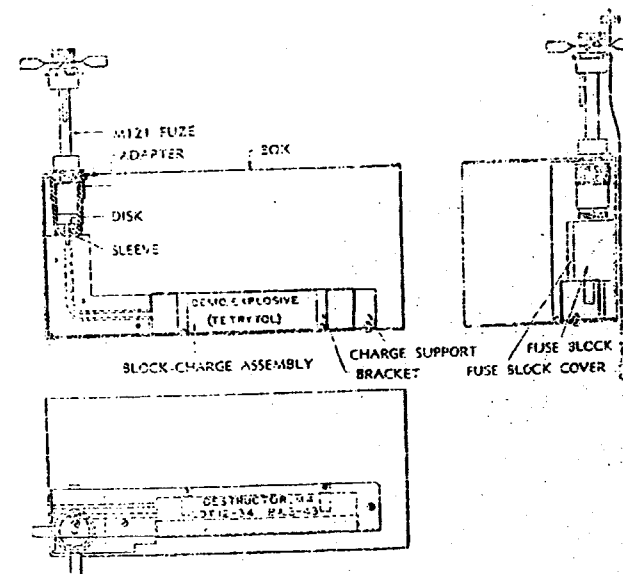 M121 FUZE
ADAPTER
BOX
DISK
SLEEVE
DEMO. EXPLOSIVE
(TETRYTOL)
BLOCK-CHARGE ASSEMBLY
CHARGE SUPPORT
BRACKET
FUSE BLOCK
FUSE BLOCK COVER
DESTRUCTOR